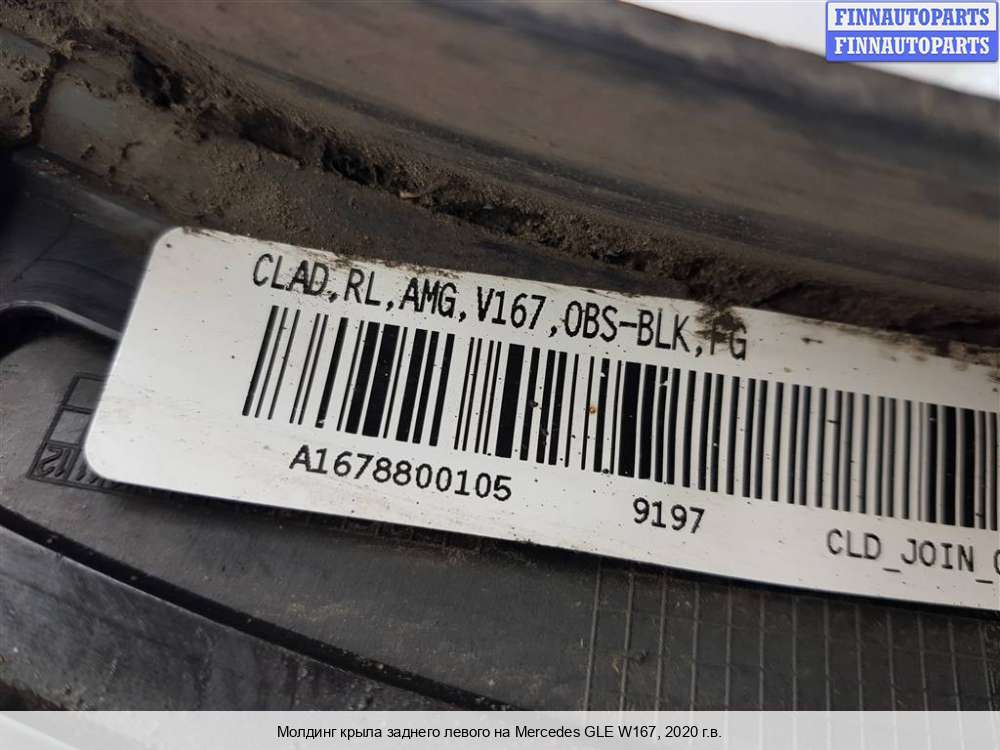 FINNAUTOPARTS
FINNAUTOPARTS
CLAD,RL,AMG,V167,OBS-BLK,FG
A1678800105
9197
CLD_JOIN_
Молдинг крыла заднего левого на Mercedes GLE W167, 2020 г.в.